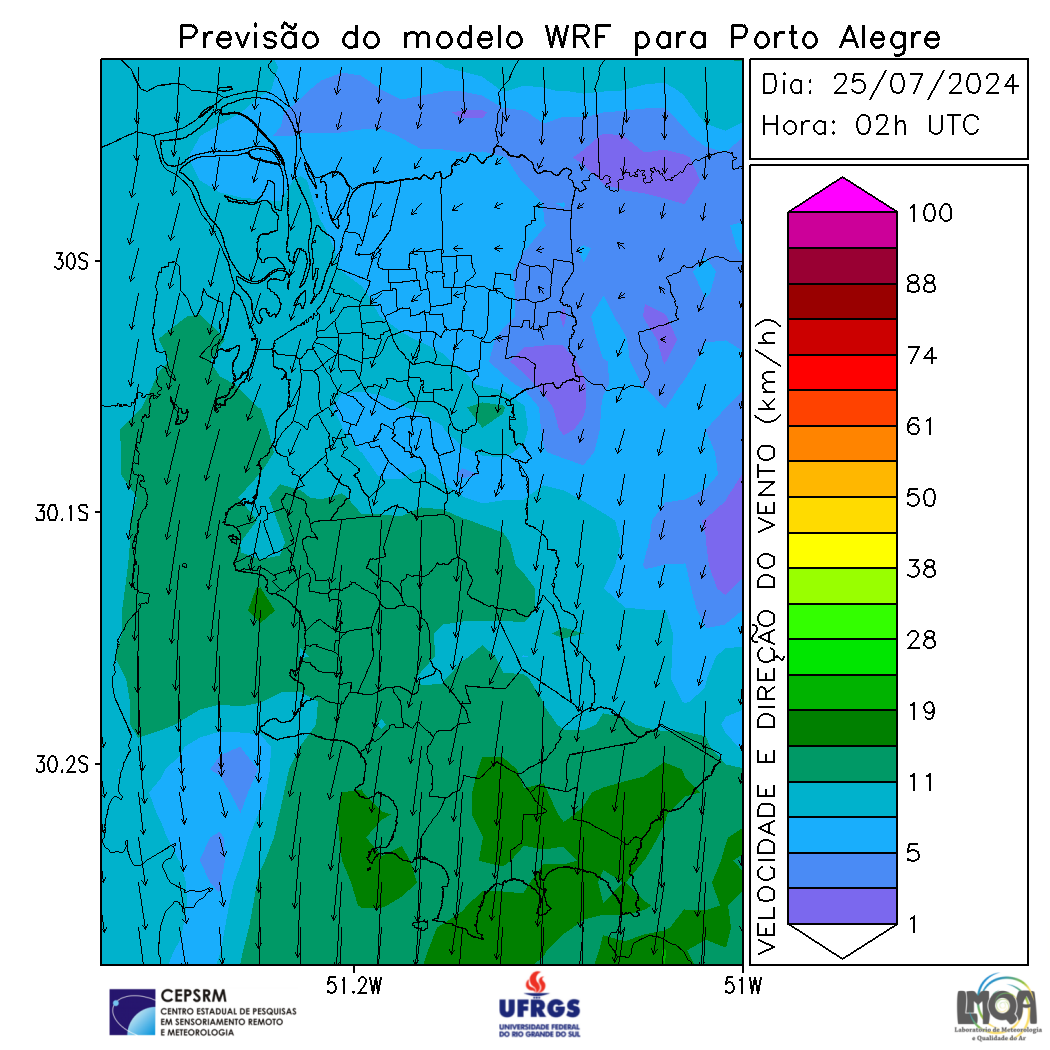 Previsão do modelo WRF para Porto Alegre
Dia: 25/07/2024
Hora: 02h UTC
30S
30.1S
30.2S
51.2W
51W
VELOCIDADE E DIREÇÃO DO VENTO (km/h)
100
88
74
61
50
38
28
19
11
5
1
CEPSRM
CENTRO ESTADUAL DE PESQUISAS
EM SENSORIAMENTO REMOTO
E METEOROLOGIA
UFRGS
UNIVERSIDADE FEDERAL
DO RIO GRANDE DO SUL
LMQA
Laboratório de Meteorologia
e Qualidade do Ar